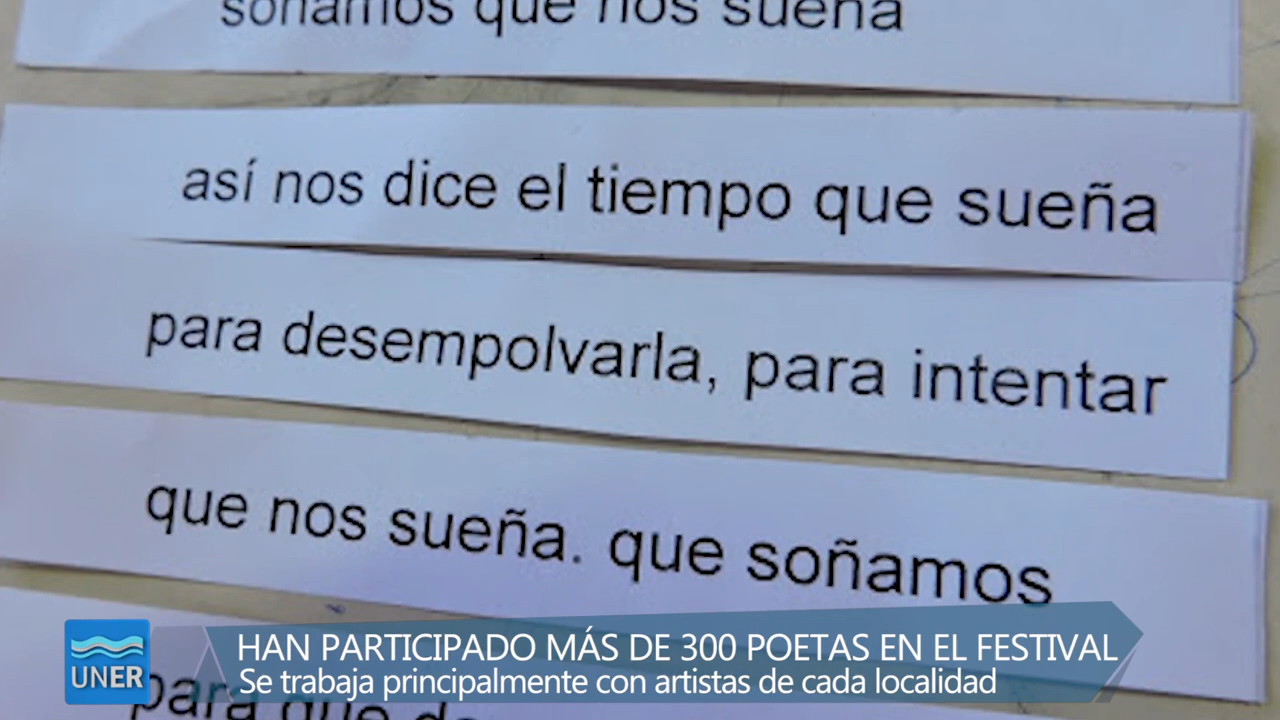 soñamos que nos sueña
así nos dice el tiempo que sueña
para desempolvarla, para intentar
que nos sueña. que soñamos
HAN PARTICIPADO MÁS DE 300 POETAS EN EL FESTIVAL
Se trabaja principalmente con artistas de cada localidad
UNER
para que